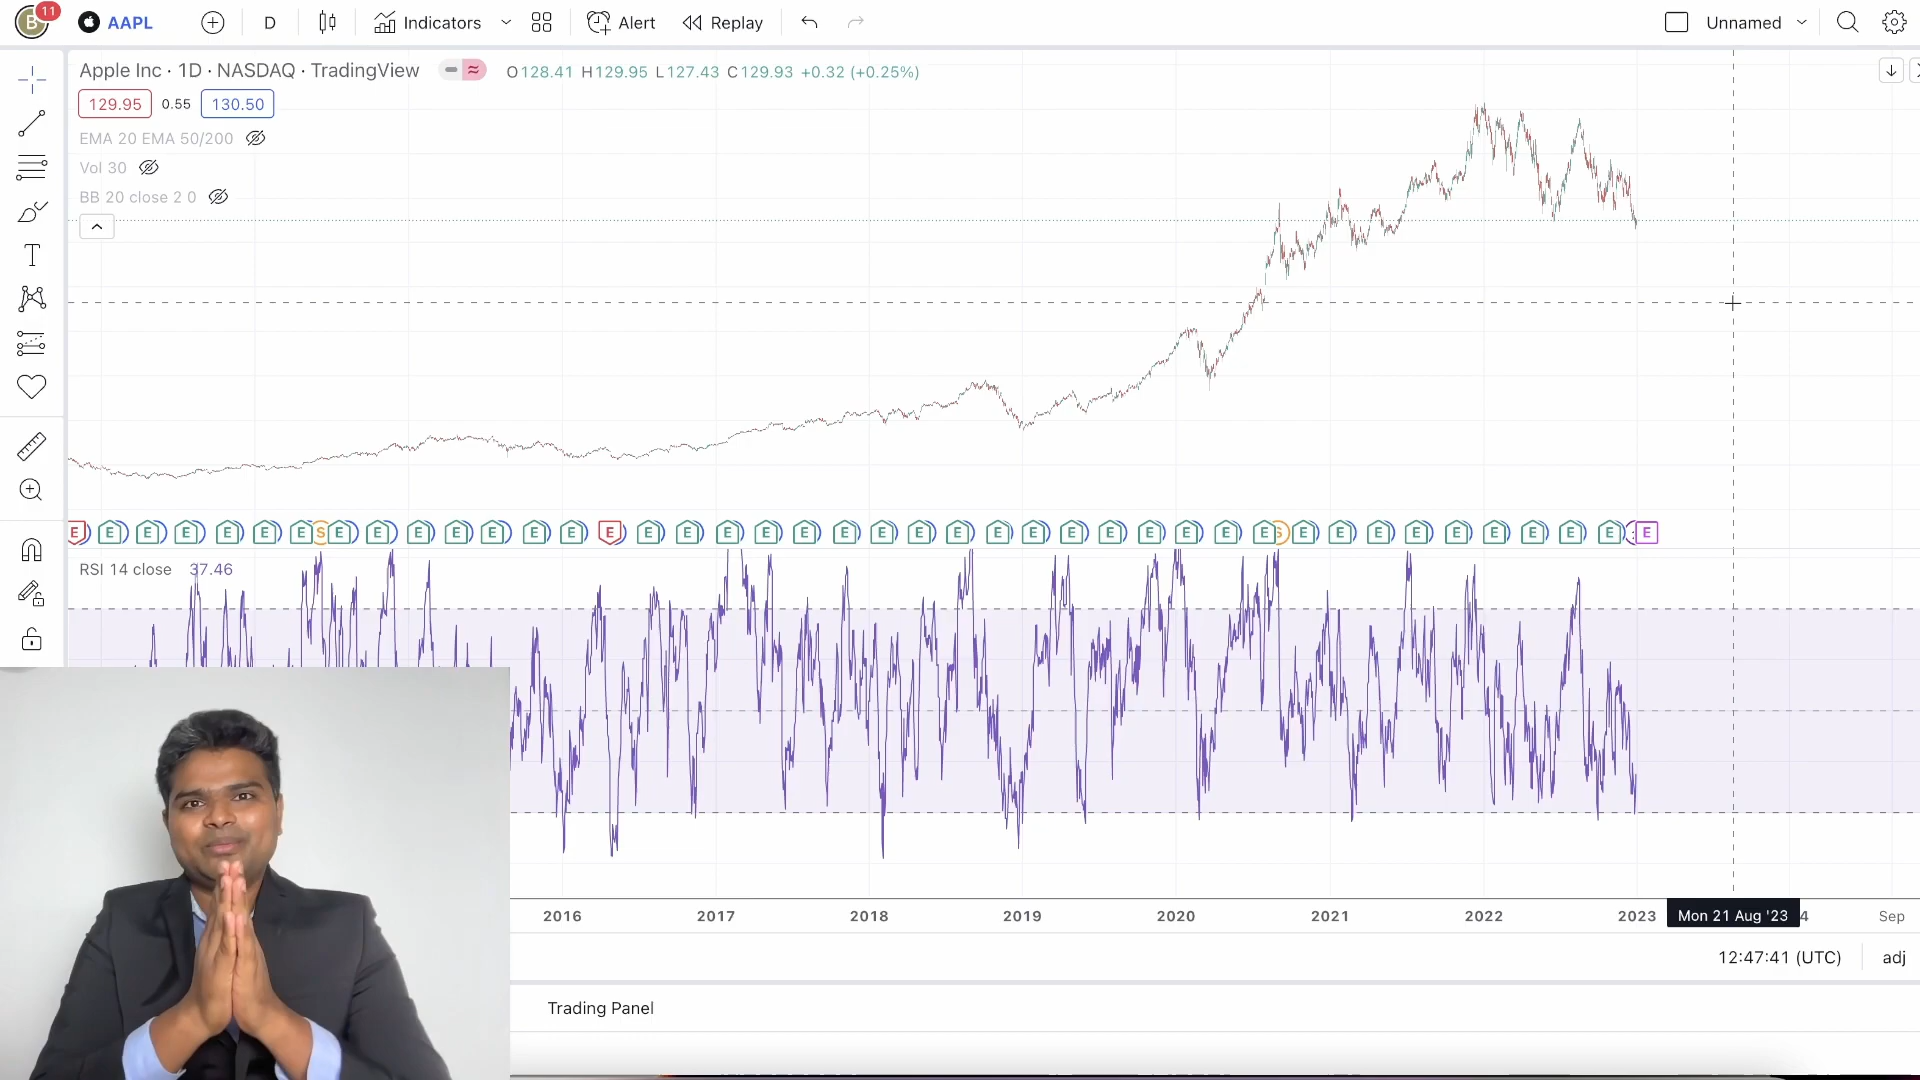 B 11 AAPL D Indicators Alert Replay Unnamed
Apple Inc · 1D · NASDAQ · TradingView O128.41 H129.95 L127.43 C129.93 +0.32 (+0.25%)
129.95 0.55 130.50
EMA 20 EMA 50/200
Vol 30
BB 20 close 2 0
T
E E E E E E E S E E E E E E E E E E E E E E E E E E E E E E E E E S E E E E E E E E E E
RSI 14 close 37.46
2016 2017 2018 2019 2020 2021 2022 2023 Mon 21 Aug '23 4 Sep
12:47:41 (UTC) adj
Trading Panel